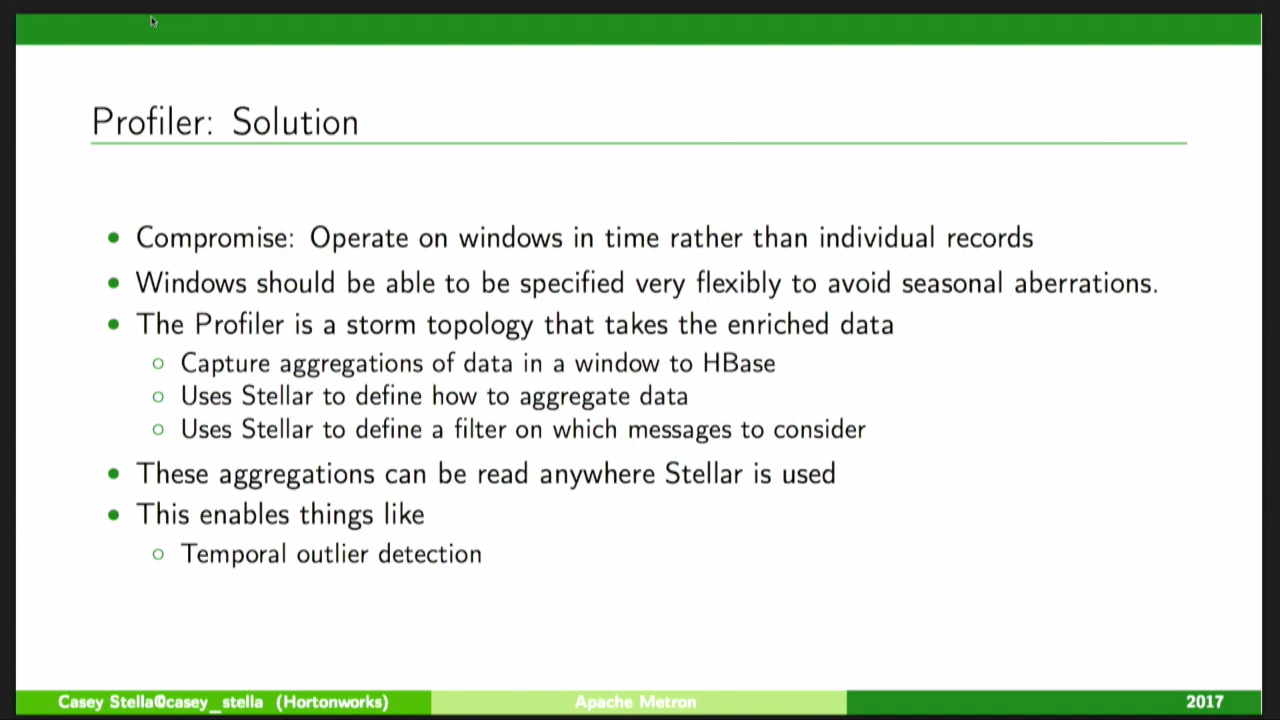 Profiler: Solution
Compromise: Operate on windows in time rather than individual records
Windows should be able to be specified very flexibly to avoid seasonal aberrations.
The Profiler is a storm topology that takes the enriched data
Capture aggregations of data in a window to HBase
Uses Stellar to define how to aggregate data
Uses Stellar to define a filter on which messages to consider
These aggregations can be read anywhere Stellar is used
This enables things like
Temporal outlier detection
Casey Stella@casey_stella (Hortonworks) Apache Metron 2017